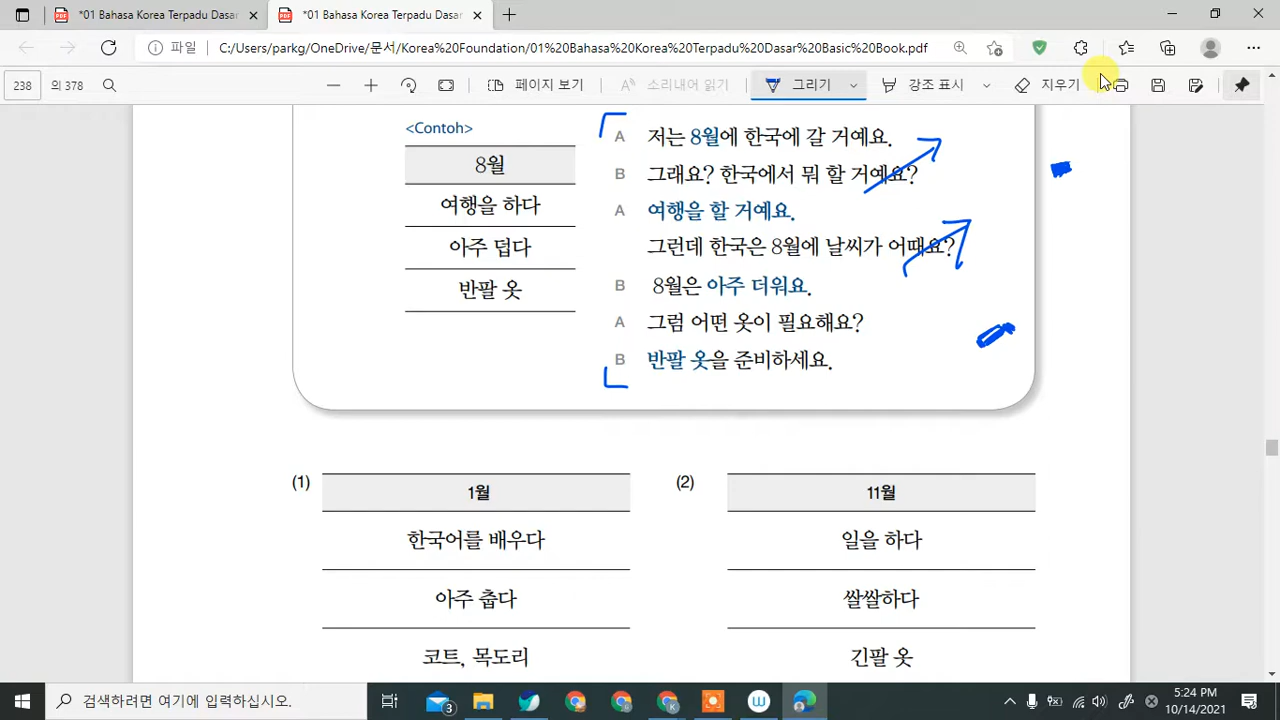 *01 Bahasa Korea Terpadu Dasar
*01 Bahasa Korea Terpadu Dasar
파일
C:/Users/parkg/OneDrive/문서/Korea%20Foundation/01%20Bahasa%20Korea%20Terpadu%20Dasar%20Basic%20Book.pdf
238 의 378
페이지 보기
소리내어 읽기
그리기
강조 표시
지우기
<Contoh>
8월
여행을 하다
아주 덥다
반팔 옷
A 저는 8월에 한국에 갈 거예요.
B 그래요? 한국에서 뭐 할 거예요?
A 여행을 할 거예요.
그런데 한국은 8월에 날씨가 어때요?
B 8월은 아주 더워요.
A 그럼 어떤 옷이 필요해요?
B 반팔 옷을 준비하세요.
(1)
1월
한국어를 배우다
아주 춥다
코트, 목도리
(2)
11월
일을 하다
쌀쌀하다
긴팔 옷
검색하려면 여기에 입력하십시오.
3
5:24 PM
10/14/2021